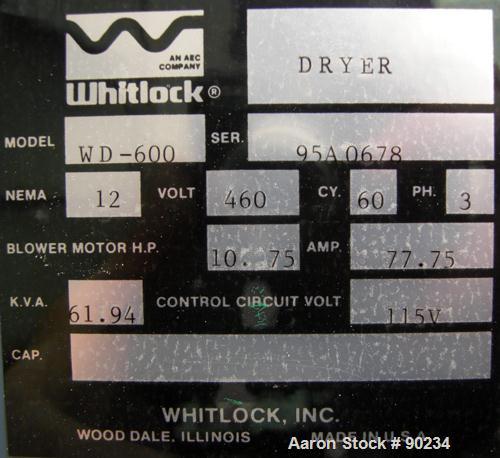 AN AEC
COMPANY
Whitlock®
DRYER
MODEL WD-600 SER. 95A0678
NEMA 12 VOLT 460 CY. 60 PH. 3
BLOWER MOTOR H.P. 10. 75 AMP. 77.75
K.V.A. 61.94 CONTROL CIRCUIT VOLT 115V
CAP.
WHITLOCK, INC.
WOOD DALE, ILLINOIS MADE IN U.S.A.
Aaron Stock # 90234